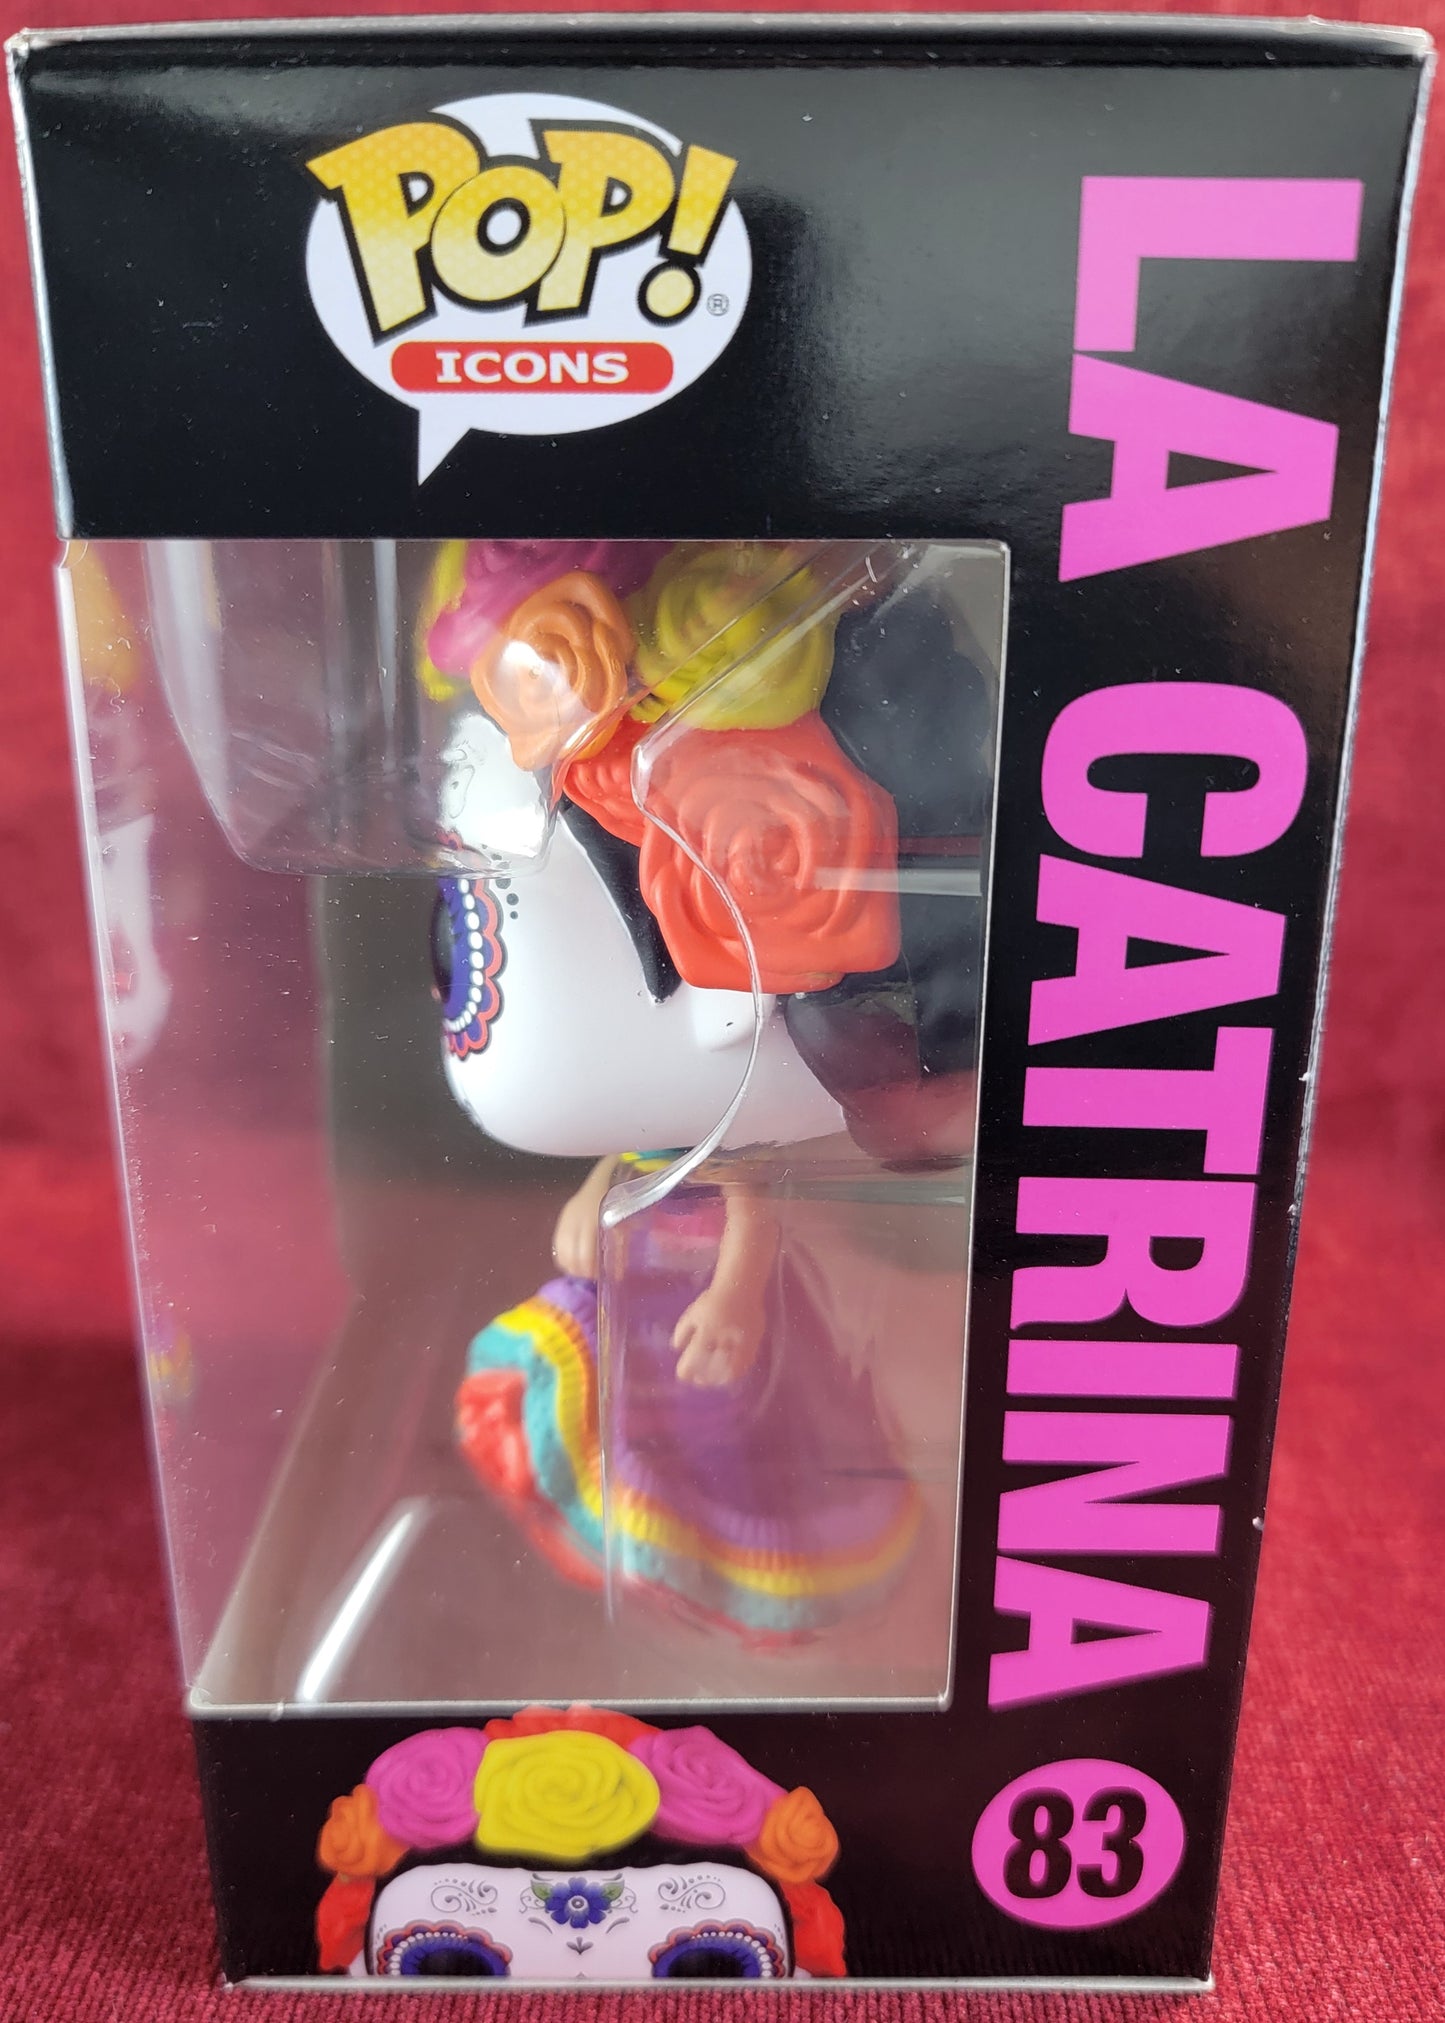 POP! ®
ICONS
LA CATRINA
83